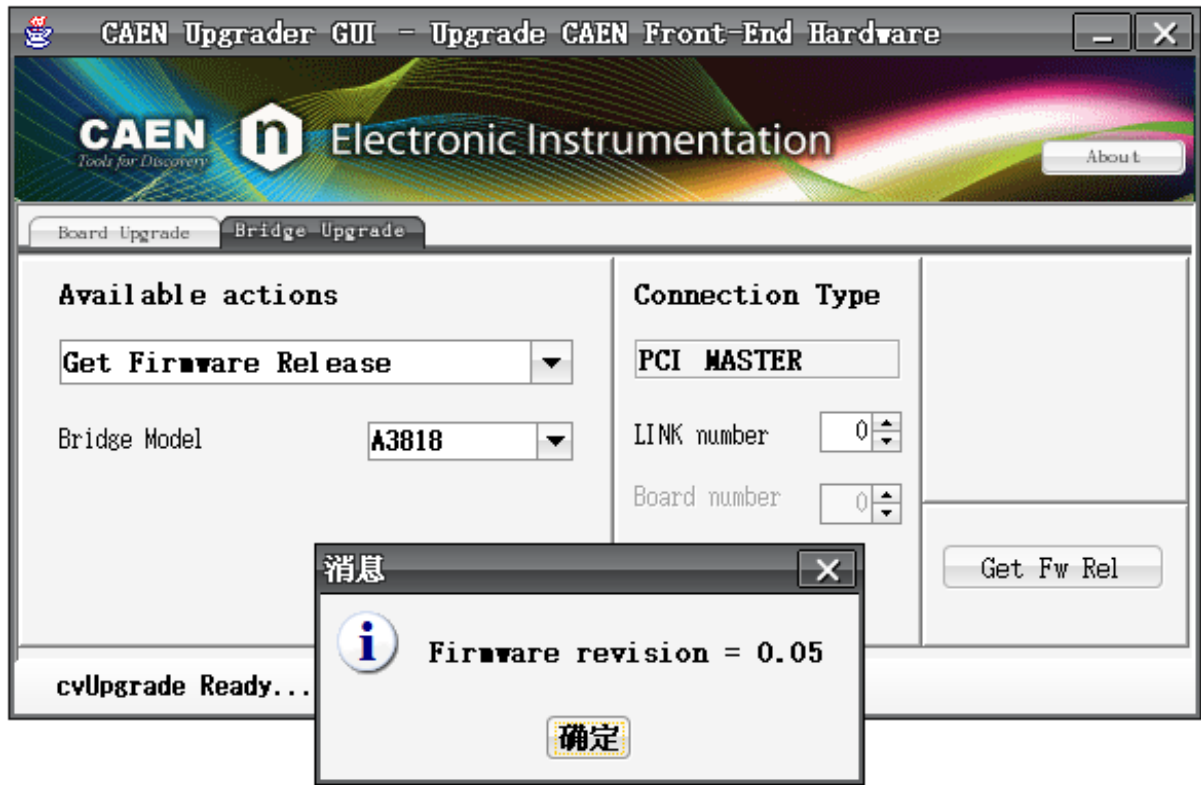 CAEN Upgrader GUI - Upgrade CAEN Front-End Hardware
CAEN n Electronic Instrumentation
Tools for Discovery
About
Board Upgrade Bridge Upgrade
Available actions
Get Firmware Release
Bridge Model A3818
Connection Type
PCI MASTER
LINK number 0
Board number 0
Get Fw Rel
消息
Firmware revision = 0.05
确定
cvUpgrade Ready...